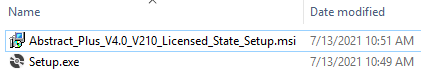 Name Date modified
Abstract_Plus_V4.0_V210_Licensed_State_Setup.msi 7/13/2021 10:51 AM
Setup.exe 7/13/2021 10:49 AM